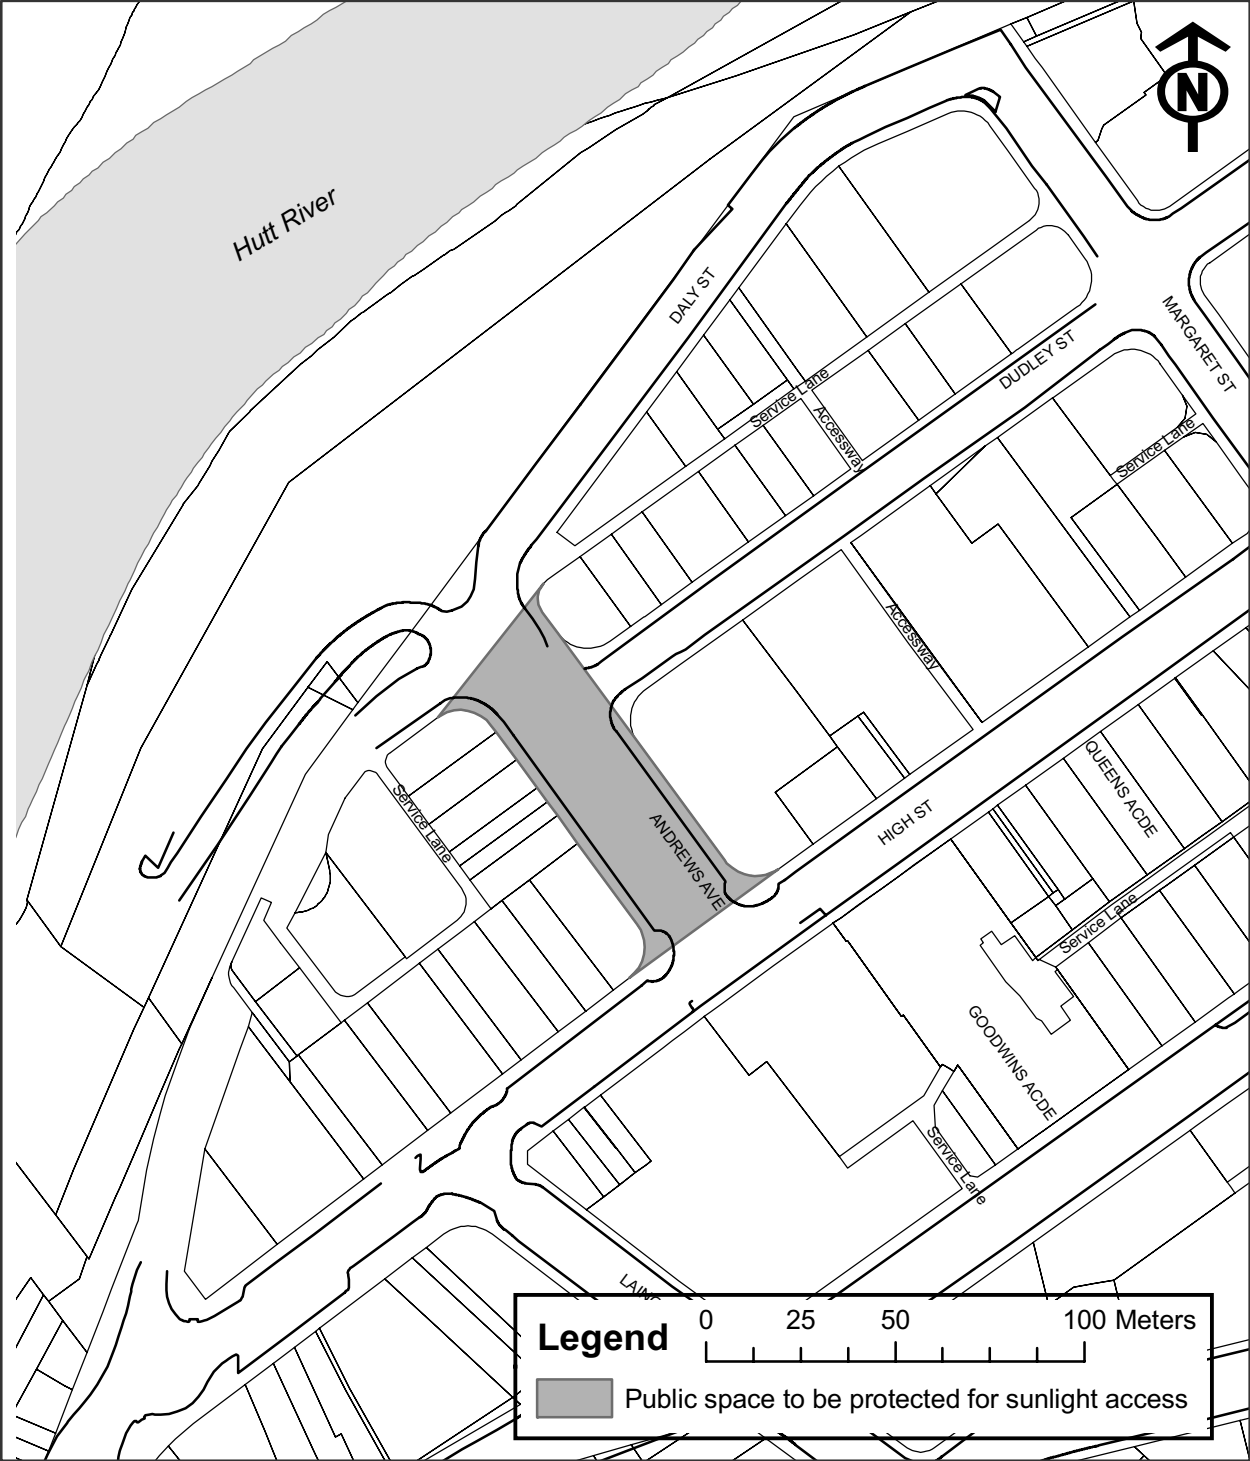 N
Hutt River
DALY ST
MARGARET ST
DUDLEY ST
Service Lane
Accessway
Service Lane
Accessway
QUEENS ACDE
Service Lane
ANDREWS AVE
HIGH ST
Service Lane
GOODWINS ACDE
Service Lane
LAING
Legend
0 25 50 100 Meters
Public space to be protected for sunlight access